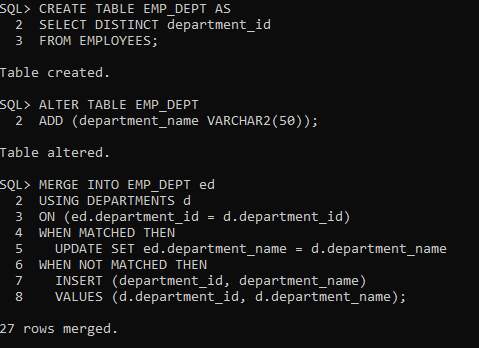 SQL> CREATE TABLE EMP_DEPT AS
  2  SELECT DISTINCT department_id
  3  FROM EMPLOYEES;
Table created.
SQL> ALTER TABLE EMP_DEPT
  2  ADD (department_name VARCHAR2(50));
Table altered.
SQL> MERGE INTO EMP_DEPT ed
  2  USING DEPARTMENTS d
  3  ON (ed.department_id = d.department_id)
  4  WHEN MATCHED THEN
  5    UPDATE SET ed.department_name = d.department_name
  6  WHEN NOT MATCHED THEN
  7    INSERT (department_id, department_name)
  8    VALUES (d.department_id, d.department_name);
27 rows merged.